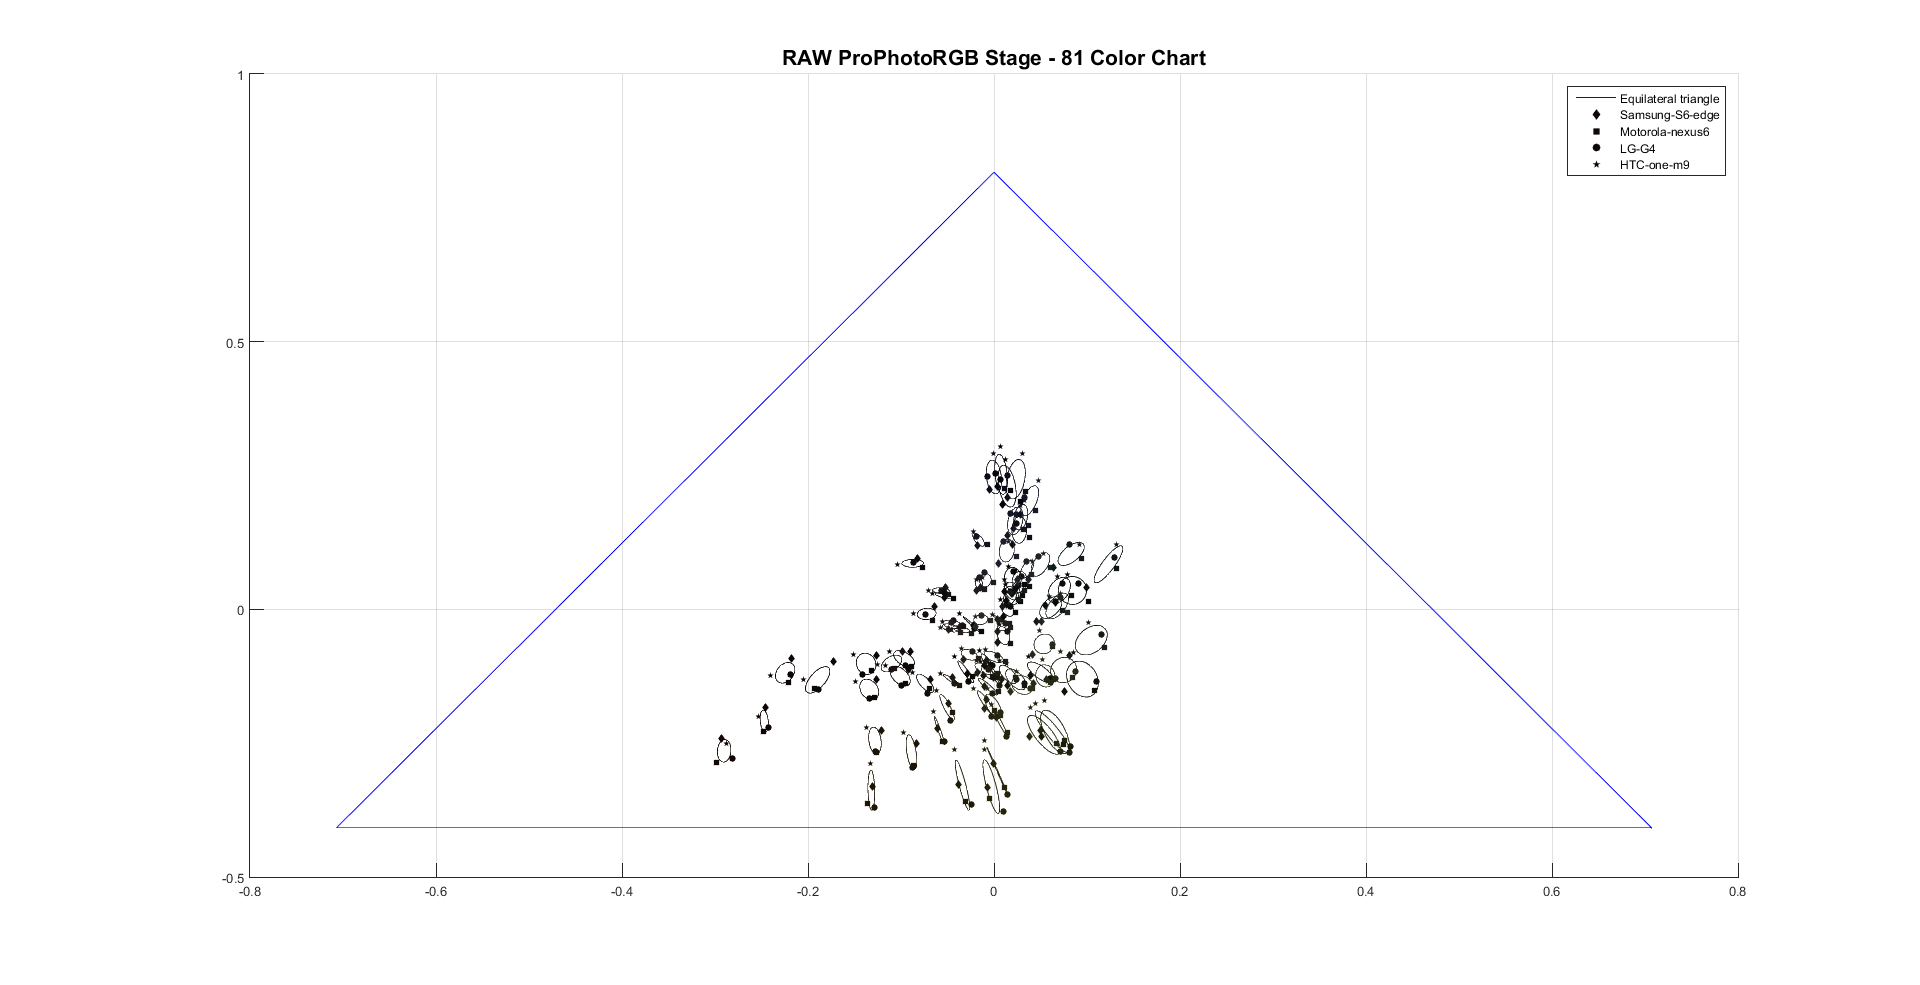 RAW ProPhotoRGB Stage - 81 Color Chart
1
Equilateral triangle
Samsung-S6-edge
Motorola-nexus6
LG-G4
HTC-one-m9
0.5
0
-0.5
-0.8 -0.6 -0.4 -0.2 0 0.2 0.4 0.6 0.8